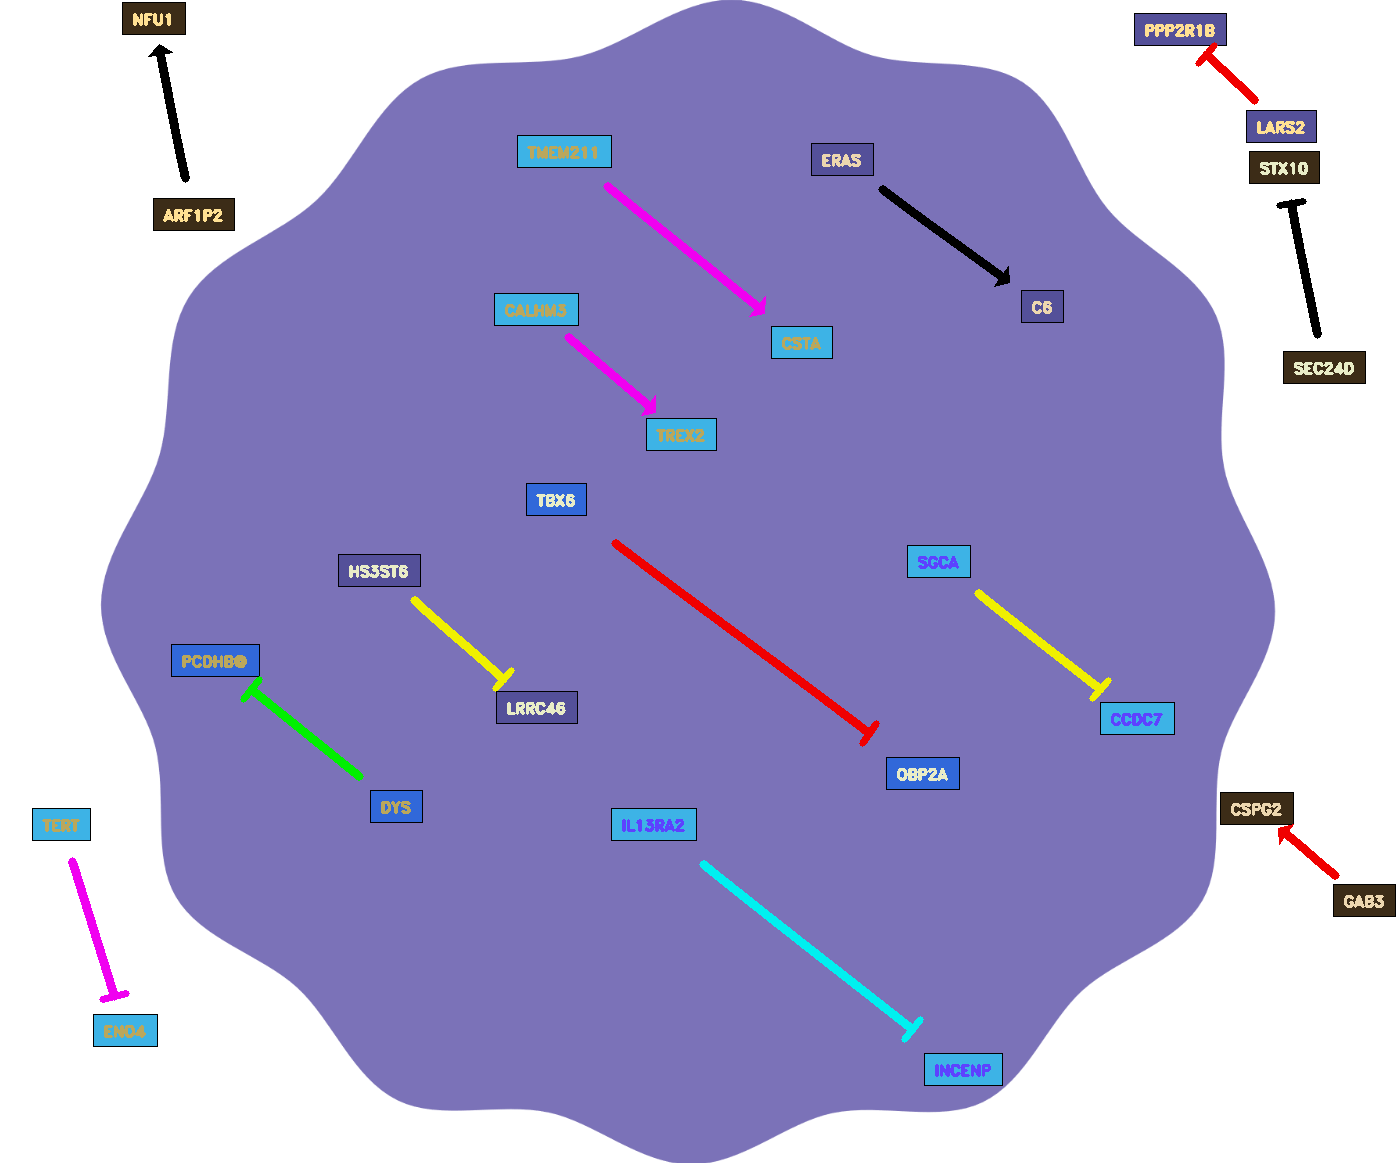 NFU1
PPP2R1B
LARS2
TMEM211
ERAS
STX10
ARF1P2
CALHM3
C6
CSTA
SEC24D
TREX2
TBX6
SGCA
HS3ST6
PCDHB@
LRRC46
CCDC7
OBP2A
DYS
CSPG2
TERT
IL13RA2
GAB3
ENO4
INCENP